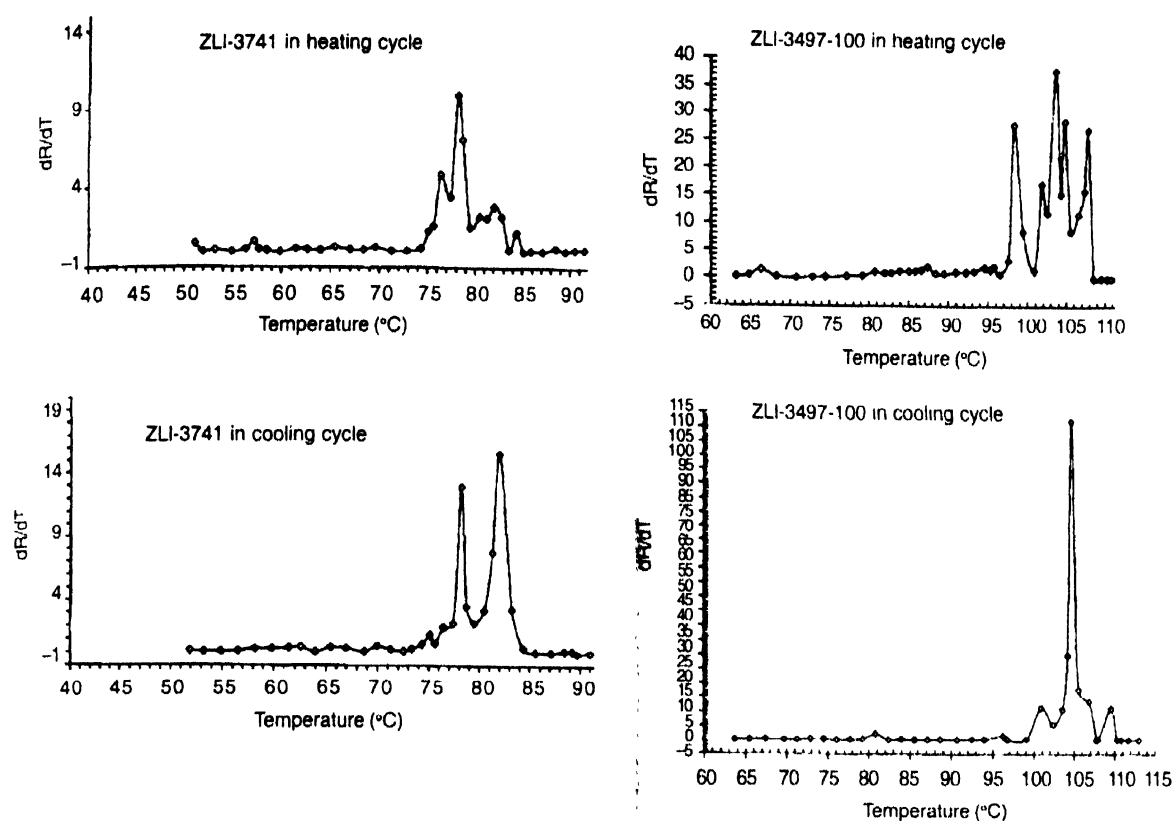 ZLI-3741 in heating cycle
14
9
4
−1
dR/dT
40 45 50 55 60 65 70 75 80 85 90
Temperature (°C)
ZLI-3497-100 in heating cycle
40
35
30
25
20
15
10
5
0
−5
dR/dT
60 65 70 75 80 85 90 95 100 105 110
Temperature (°C)
ZLI-3741 in cooling cycle
19
14
9
4
−1
dR/dT
40 45 50 55 60 65 70 75 80 85 90
Temperature (°C)
ZLI-3497-100 in cooling cycle
115
110
105
100
95
90
85
80
75
70
65
60
55
50
45
40
35
30
25
20
15
10
5
0
−5
dR/dT
60 65 70 75 80 85 90 95 100 105 110 115
Temperature (°C)